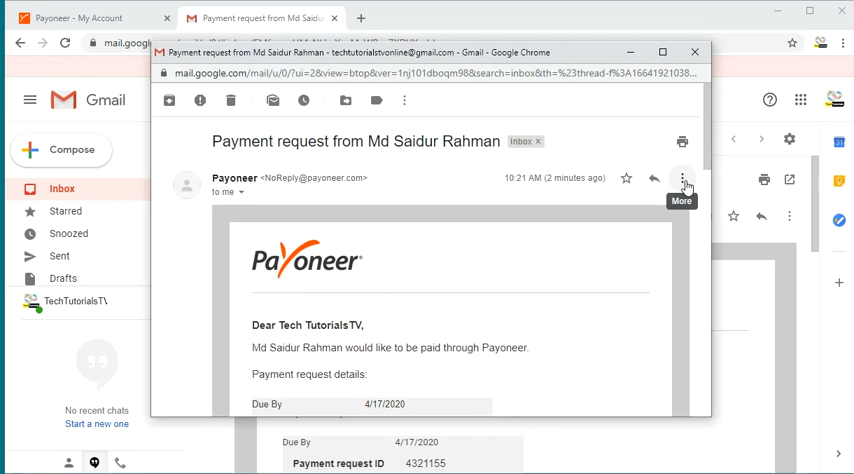 Payoneer - My Account
Payment request from Md Saidu
mail.google
Payment request from Md Saidur Rahman - techtutorialstvonline@gmail.com - Gmail - Google Chrome
mail.google.com/mail/u/0/?ui=2&view=btop&ver=1nj101dboqm98&search=inbox&th=%23thread-f%3A16641921038...
Gmail
Compose
Payment request from Md Saidur Rahman
Inbox x
Inbox
Payoneer <NoReply@payoneer.com>
10:21 AM (2 minutes ago)
to me
More
Starred
Snoozed
Sent
Drafts
TechTutorialsTV
Payoneer
Dear Tech TutorialsTV,
Md Saidur Rahman would like to be paid through Payoneer.
Payment request details:
Due By 4/17/2020
No recent chats
Start a new one
Due By 4/17/2020
Payment request ID 4321155
31